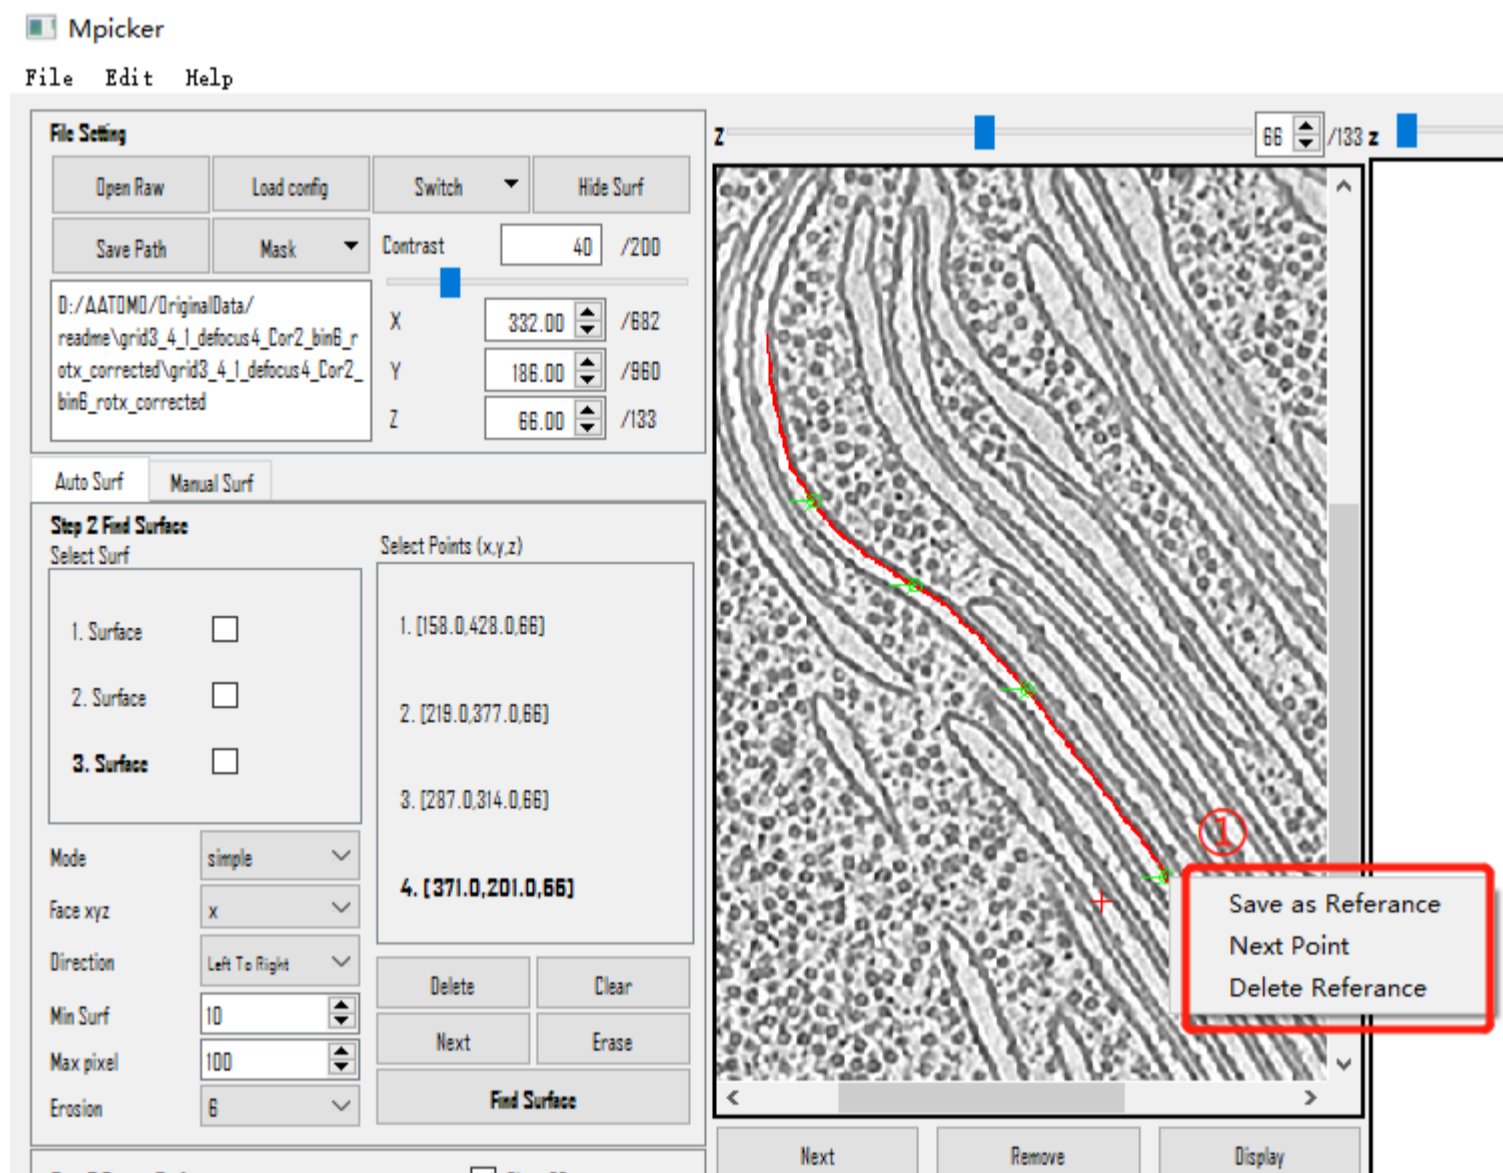 Mpicker
File Edit Help
File Setting
Open Raw
Load config
Switch
Hide Surf
Save Path
Mask
Contrast
40 /200
D:/AATOMO/OriginalData/
readme\grid3_4_1_defocus4_Cor2_bin6_r
otx_corrected\grid3_4_1_defocus4_Cor2_
bin6_rotx_corrected
X 332.00 /682
Y 186.00 /960
Z 66.00 /133
Auto Surf
Manual Surf
Step 2 Find Surface
Select Surf
1. Surface
2. Surface
3. Surface
Select Points (x,y,z)
1. [158.0,428.0,66]
2. [219.0,377.0,66]
3. [287.0,314.0,66]
4. [371.0,201.0,66]
Mode simple
Face xyz x
Direction Left To Right
Min Surf 10
Max pixel 100
Erosion 6
Delete
Clear
Next
Erase
Find Surface
Z 66 /133 z
①
Save as Referance
Next Point
Delete Referance
Next
Remove
Display